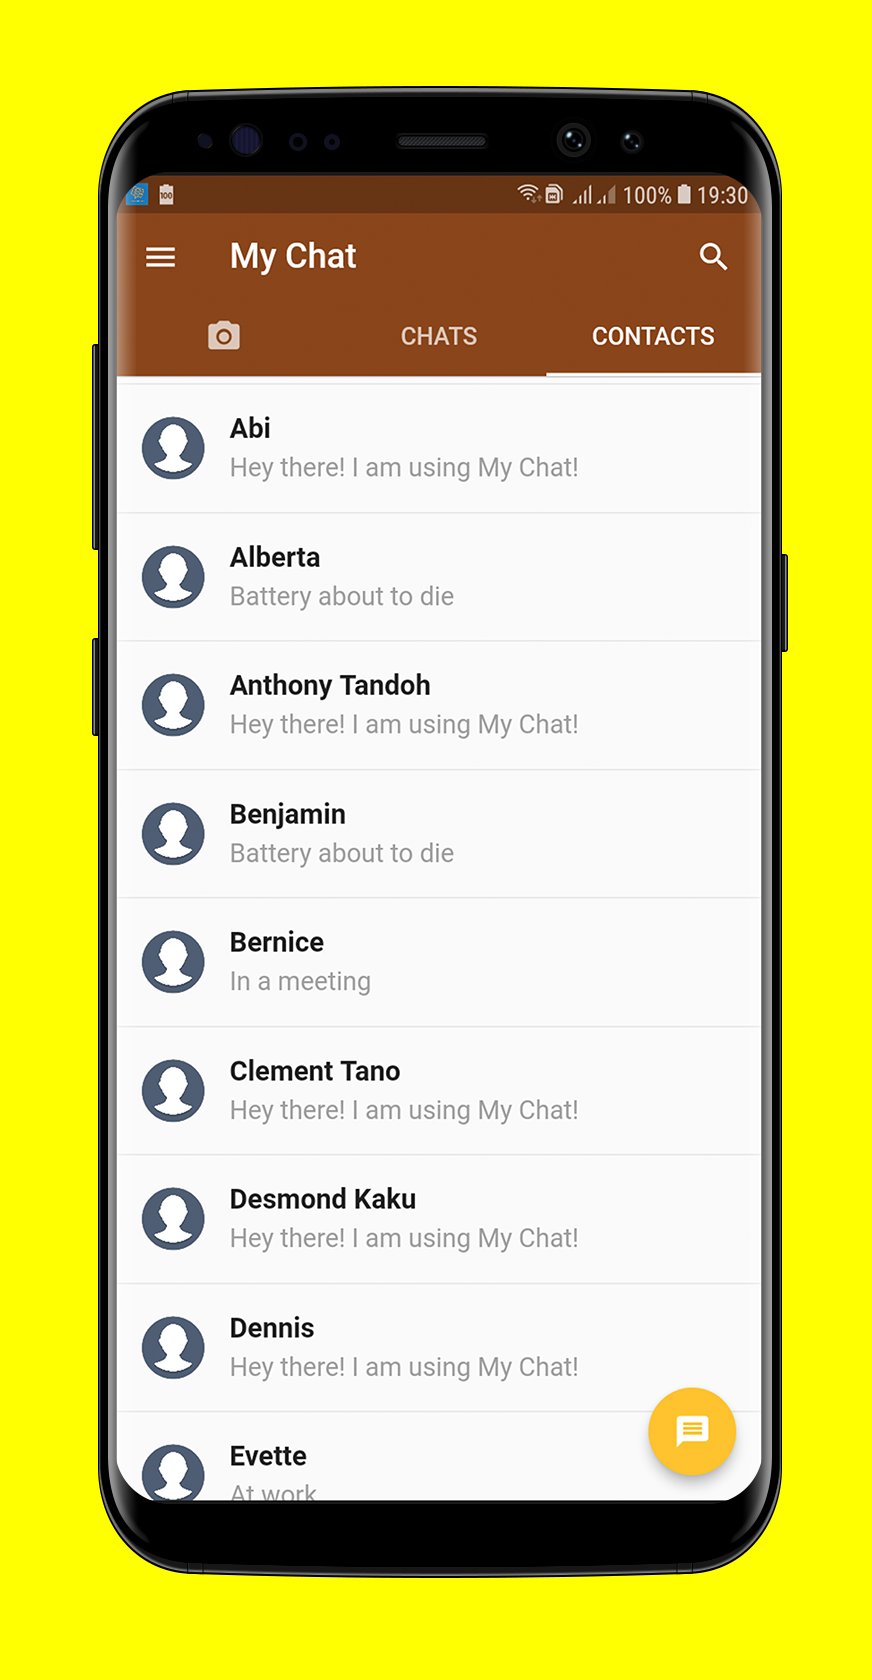 100% 19:30
My Chat
CHATS CONTACTS
Abi
Hey there! I am using My Chat!
Alberta
Battery about to die
Anthony Tandoh
Hey there! I am using My Chat!
Benjamin
Battery about to die
Bernice
In a meeting
Clement Tano
Hey there! I am using My Chat!
Desmond Kaku
Hey there! I am using My Chat!
Dennis
Hey there! I am using My Chat!
Evette
At work